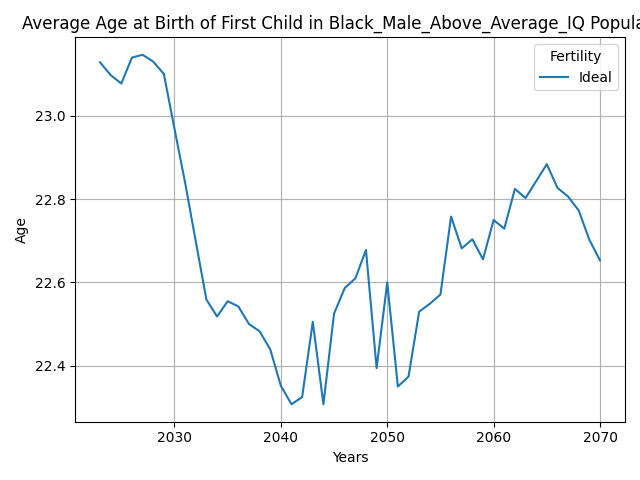 Average Age at Birth of First Child in Black_Male_Above_Average_IQ Popula
Fertility
Ideal
23.0
22.8
22.6
22.4
Age
2030 2040 2050 2060 2070
Years